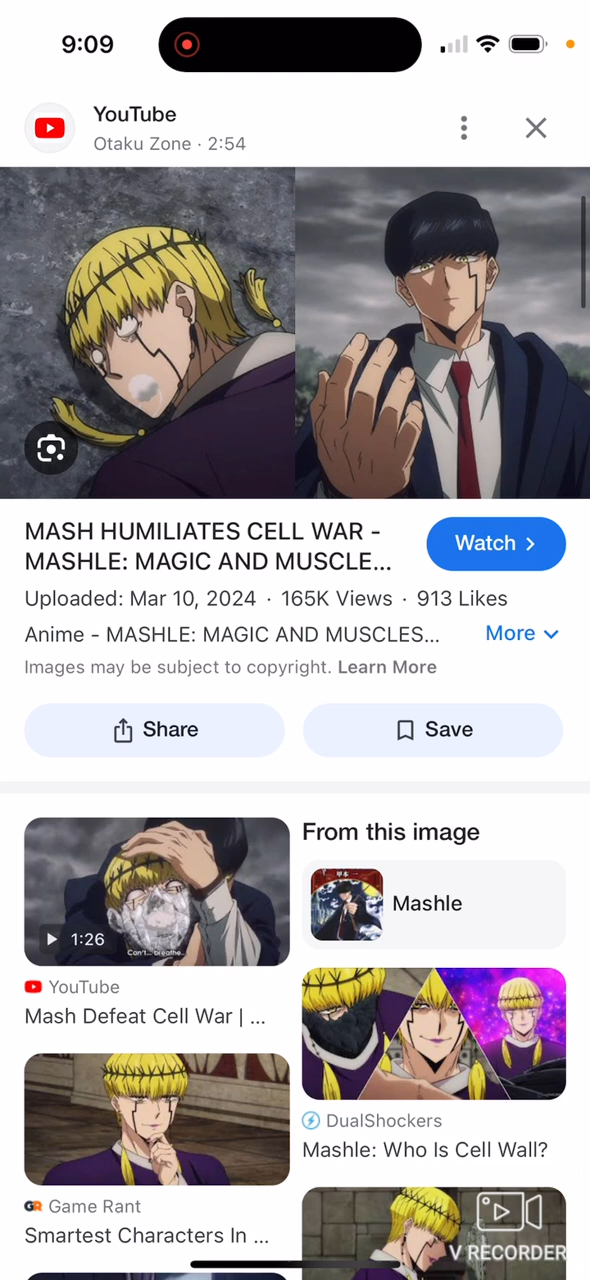 9:09
YouTube
Otaku Zone · 2:54
MASH HUMILIATES CELL WAR -
MASHLE: MAGIC AND MUSCLE...
Watch
Uploaded: Mar 10, 2024 · 165K Views · 913 Likes
Anime - MASHLE: MAGIC AND MUSCLES...
More
Images may be subject to copyright. Learn More
Share
Save
1:26
Can't... breathe..
YouTube
Mash Defeat Cell War | ...
Game Rant
Smartest Characters In ...
From this image
Mashle
DualShockers
Mashle: Who Is Cell Wall?
V RECORDER